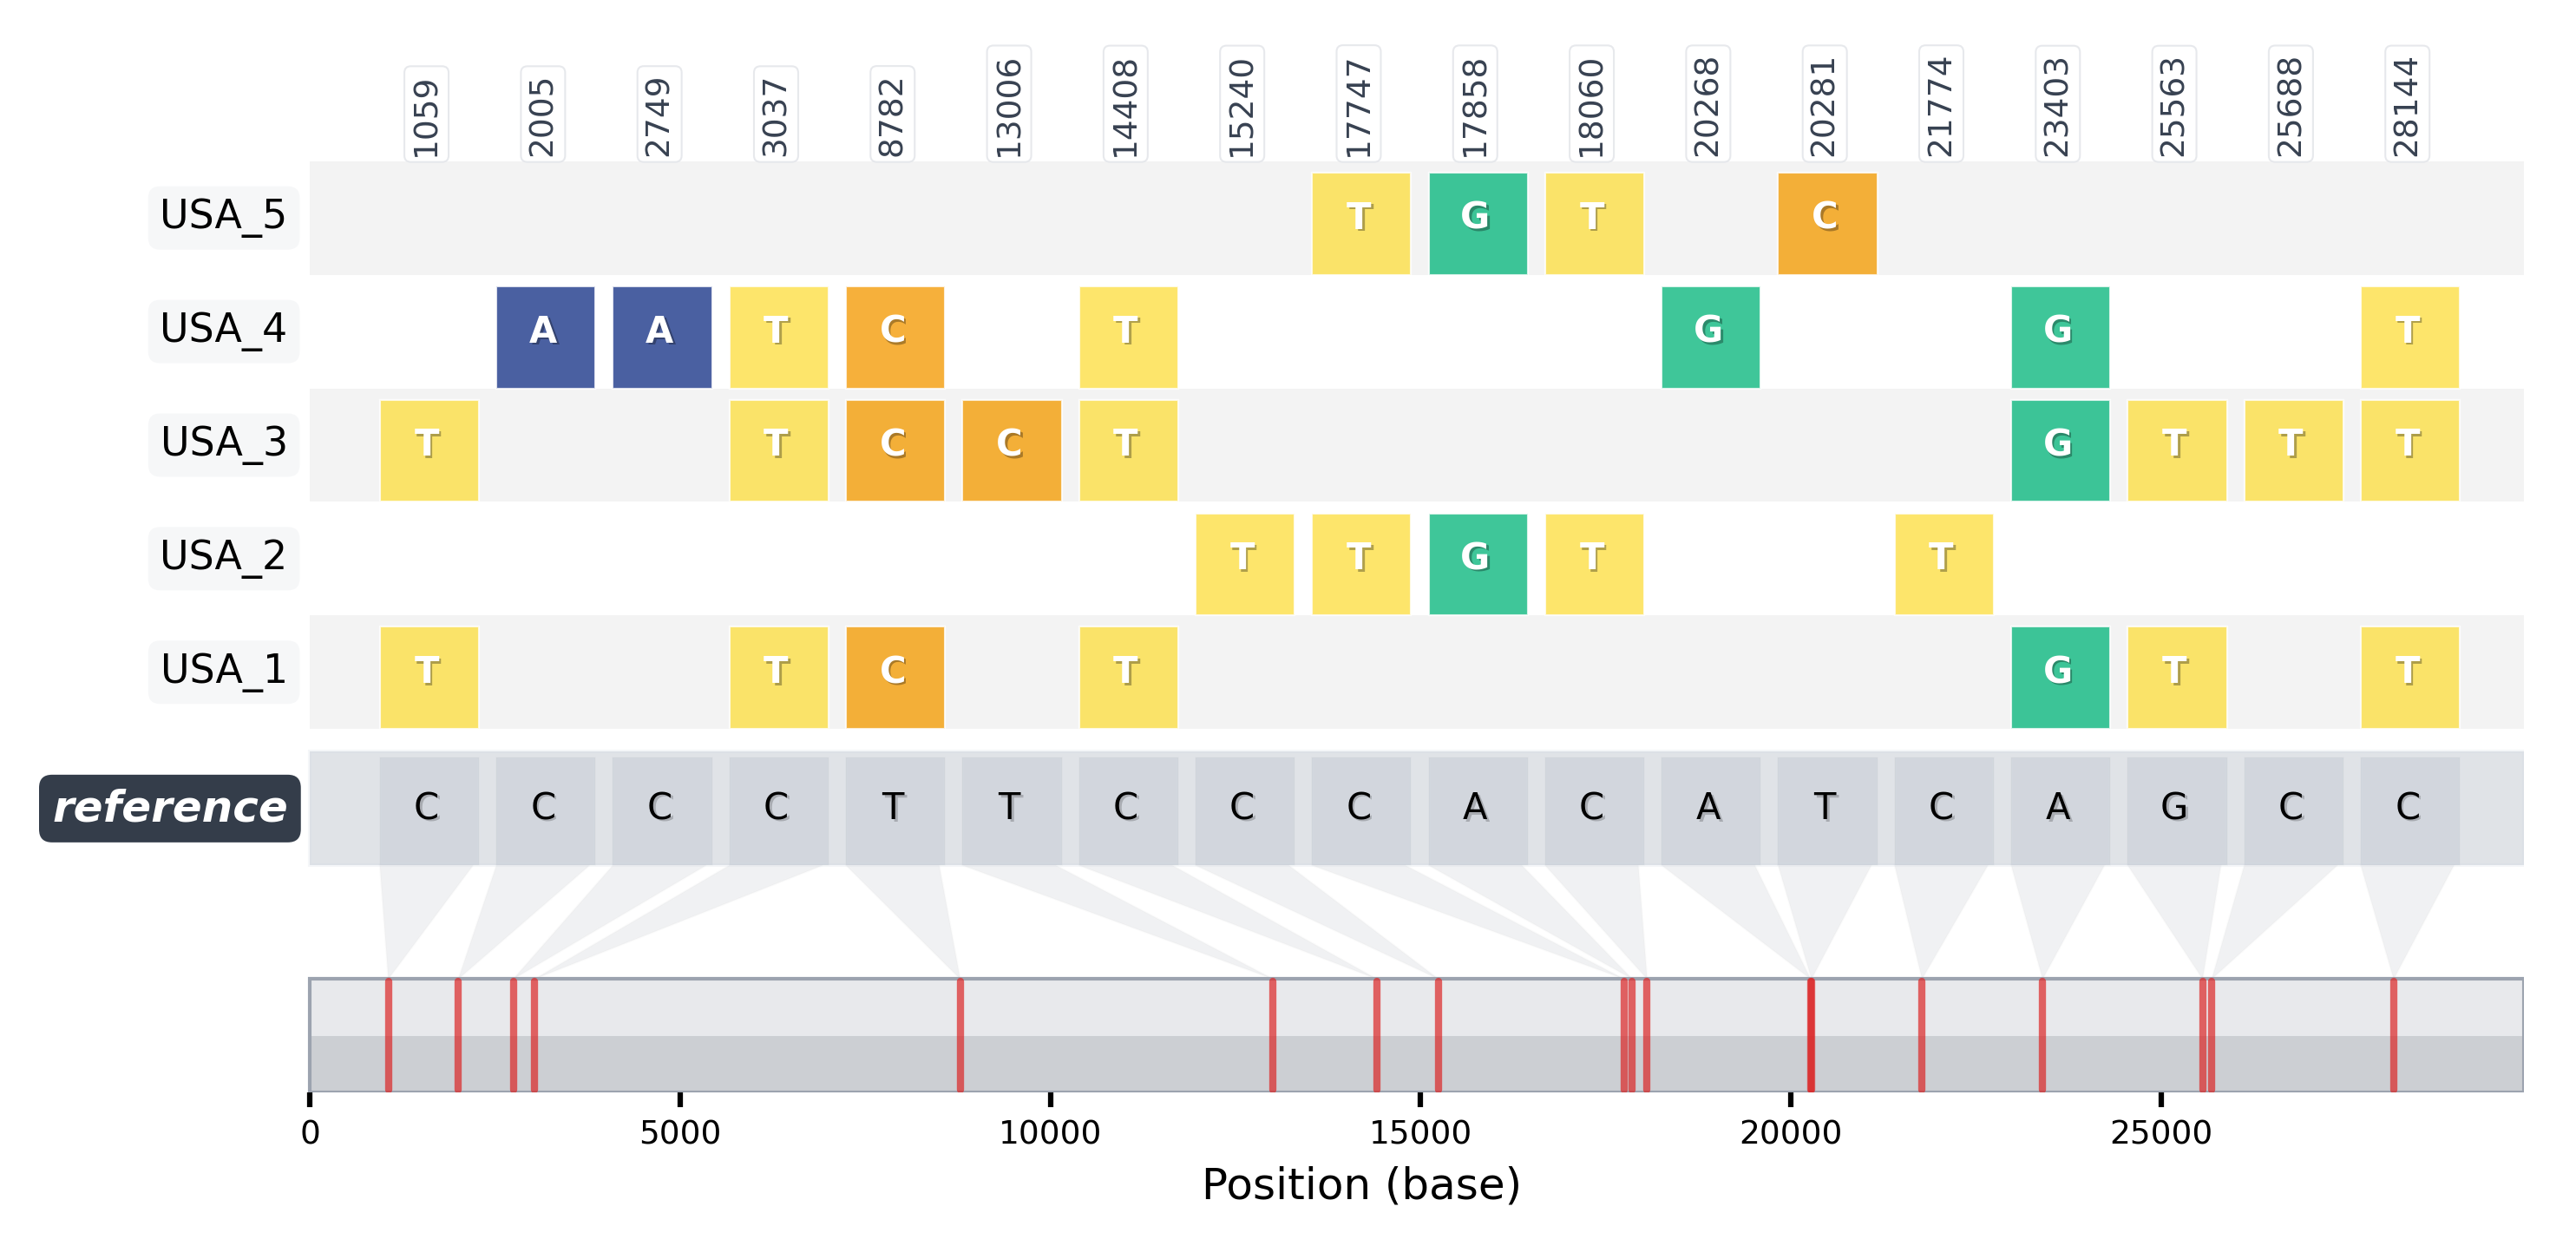 1059 2005 2749 3037 8782 13006 14408 15240 17747 17858 18060 20268 20281 21774 23403 25563 25688 28144
USA_5 T G T C
USA_4 A A T C T G G T
USA_3 T T C C T G T T T
USA_2 T T G T T
USA_1 T T C T G T T
reference C C C C T T C C C A C A T C A G C C
0 5000 10000 15000 20000 25000
Position (base)